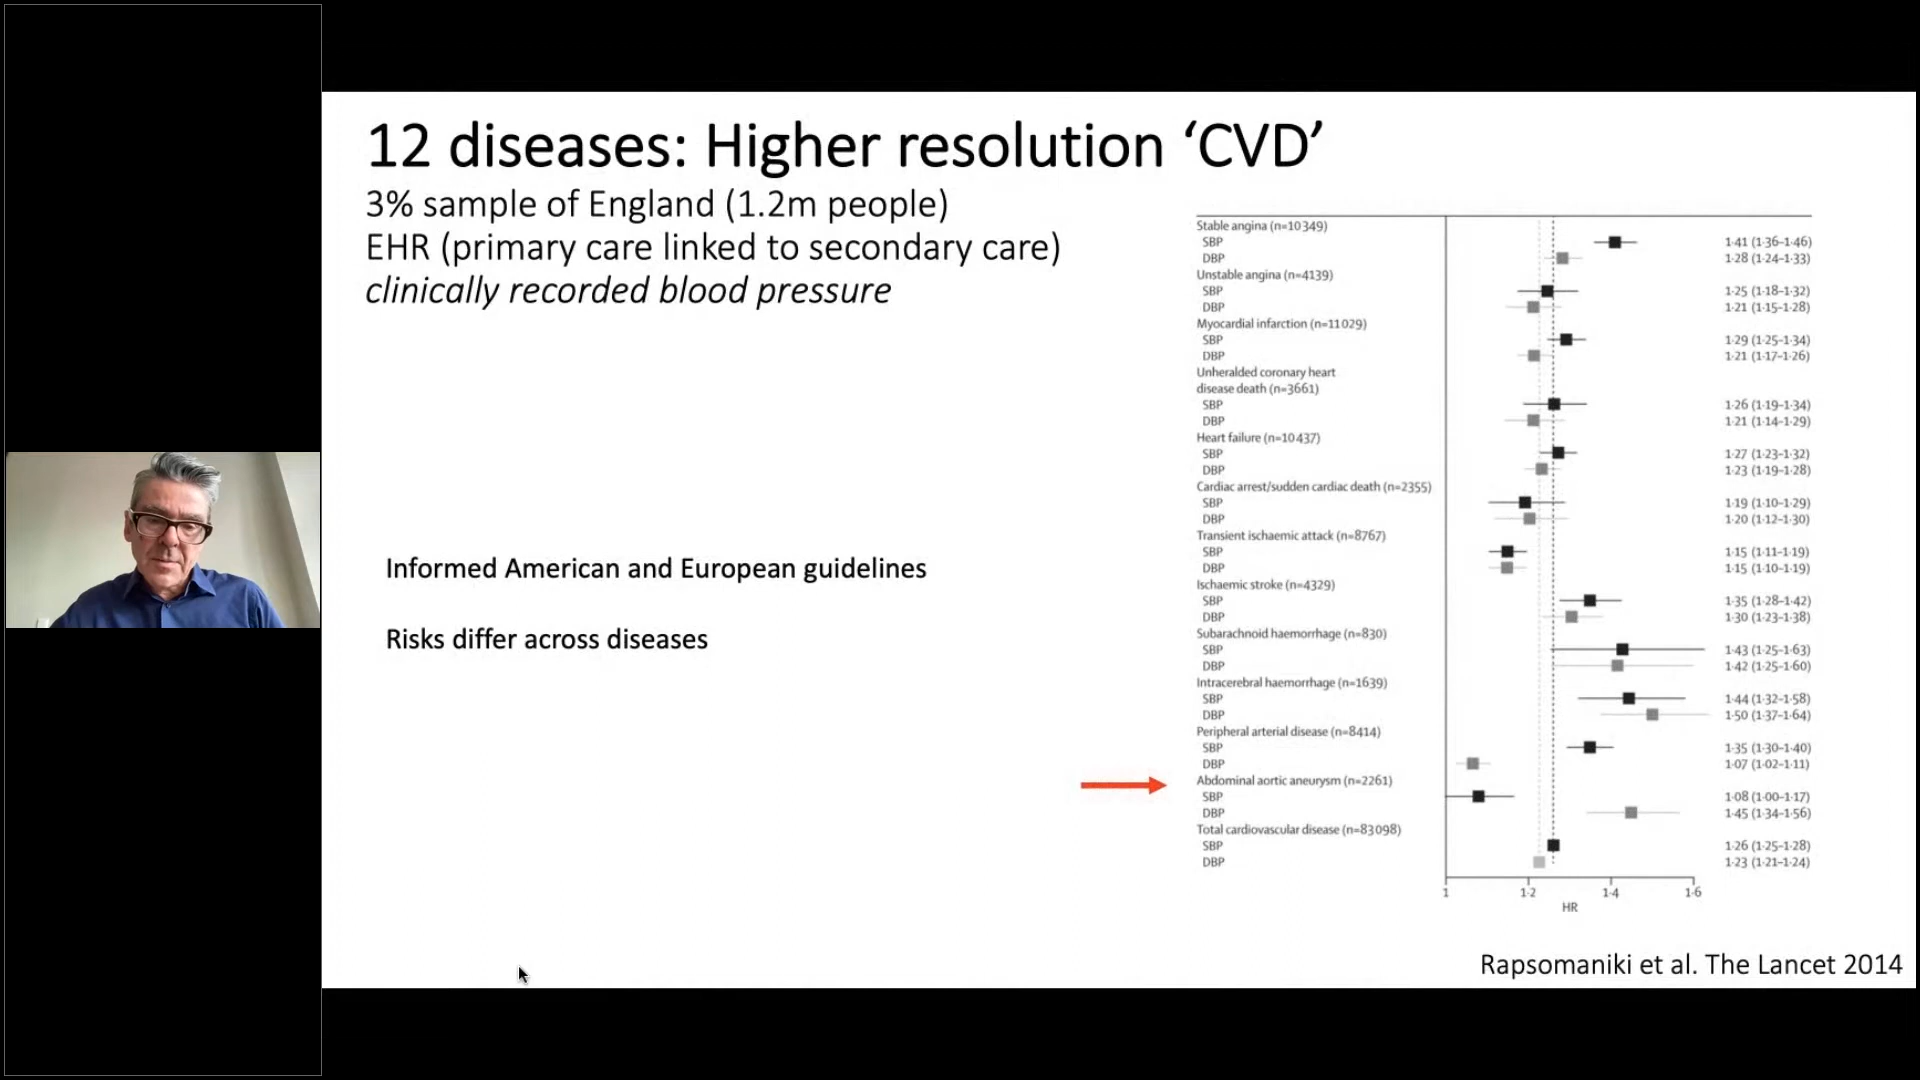 12 diseases: Higher resolution ‘CVD’
3% sample of England (1.2m people)
EHR (primary care linked to secondary care)
clinically recorded blood pressure
Informed American and European guidelines
Risks differ across diseases
Stable angina (n=10 349)
SBP 1·41 (1·36–1·46)
DBP 1·28 (1·24–1·33)
Unstable angina (n=4139)
SBP 1·25 (1·18–1·32)
DBP 1·21 (1·15–1·28)
Myocardial infarction (n=11 029)
SBP 1·29 (1·25–1·34)
DBP 1·21 (1·17–1·26)
Unheralded coronary heart
disease death (n=3661)
SBP 1·26 (1·19–1·34)
DBP 1·21 (1·14–1·29)
Heart failure (n=10 437)
SBP 1·27 (1·23–1·32)
DBP 1·23 (1·19–1·28)
Cardiac arrest/sudden cardiac death (n=2355)
SBP 1·19 (1·10–1·29)
DBP 1·20 (1·12–1·30)
Transient ischaemic attack (n=8767)
SBP 1·15 (1·11–1·19)
DBP 1·15 (1·10–1·19)
Ischaemic stroke (n=4329)
SBP 1·35 (1·28–1·42)
DBP 1·30 (1·23–1·38)
Subarachnoid haemorrhage (n=830)
SBP 1·43 (1·25–1·63)
DBP 1·42 (1·25–1·60)
Intracerebral haemorrhage (n=1639)
SBP 1·44 (1·32–1·58)
DBP 1·50 (1·37–1·64)
Peripheral arterial disease (n=8414)
SBP 1·35 (1·30–1·40)
DBP 1·07 (1·02–1·11)
Abdominal aortic aneurysm (n=2261)
SBP 1·08 (1·00–1·17)
DBP 1·45 (1·34–1·56)
Total cardiovascular disease (n=83 098)
SBP 1·26 (1·25–1·28)
DBP 1·23 (1·21–1·24)
1 1·2 1·4 1·6
HR
Rapsomaniki et al. The Lancet 2014